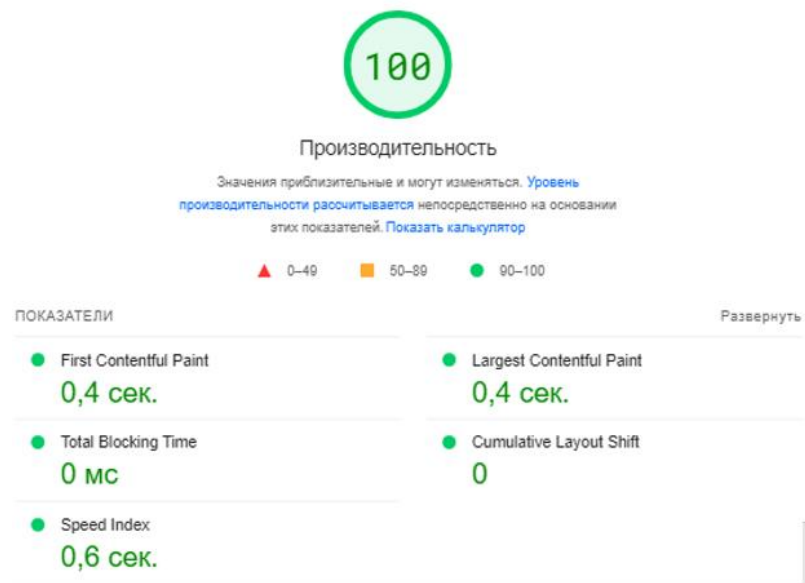 100
Производительность
Значения приблизительные и могут изменяться. Уровень
производительности рассчитывается непосредственно на основании
этих показателей. Показать калькулятор
0–49 50–89 90–100
ПОКАЗАТЕЛИ Развернуть
First Contentful Paint Largest Contentful Paint
0,4 сек. 0,4 сек.
Total Blocking Time Cumulative Layout Shift
0 мс 0
Speed Index
0,6 сек.